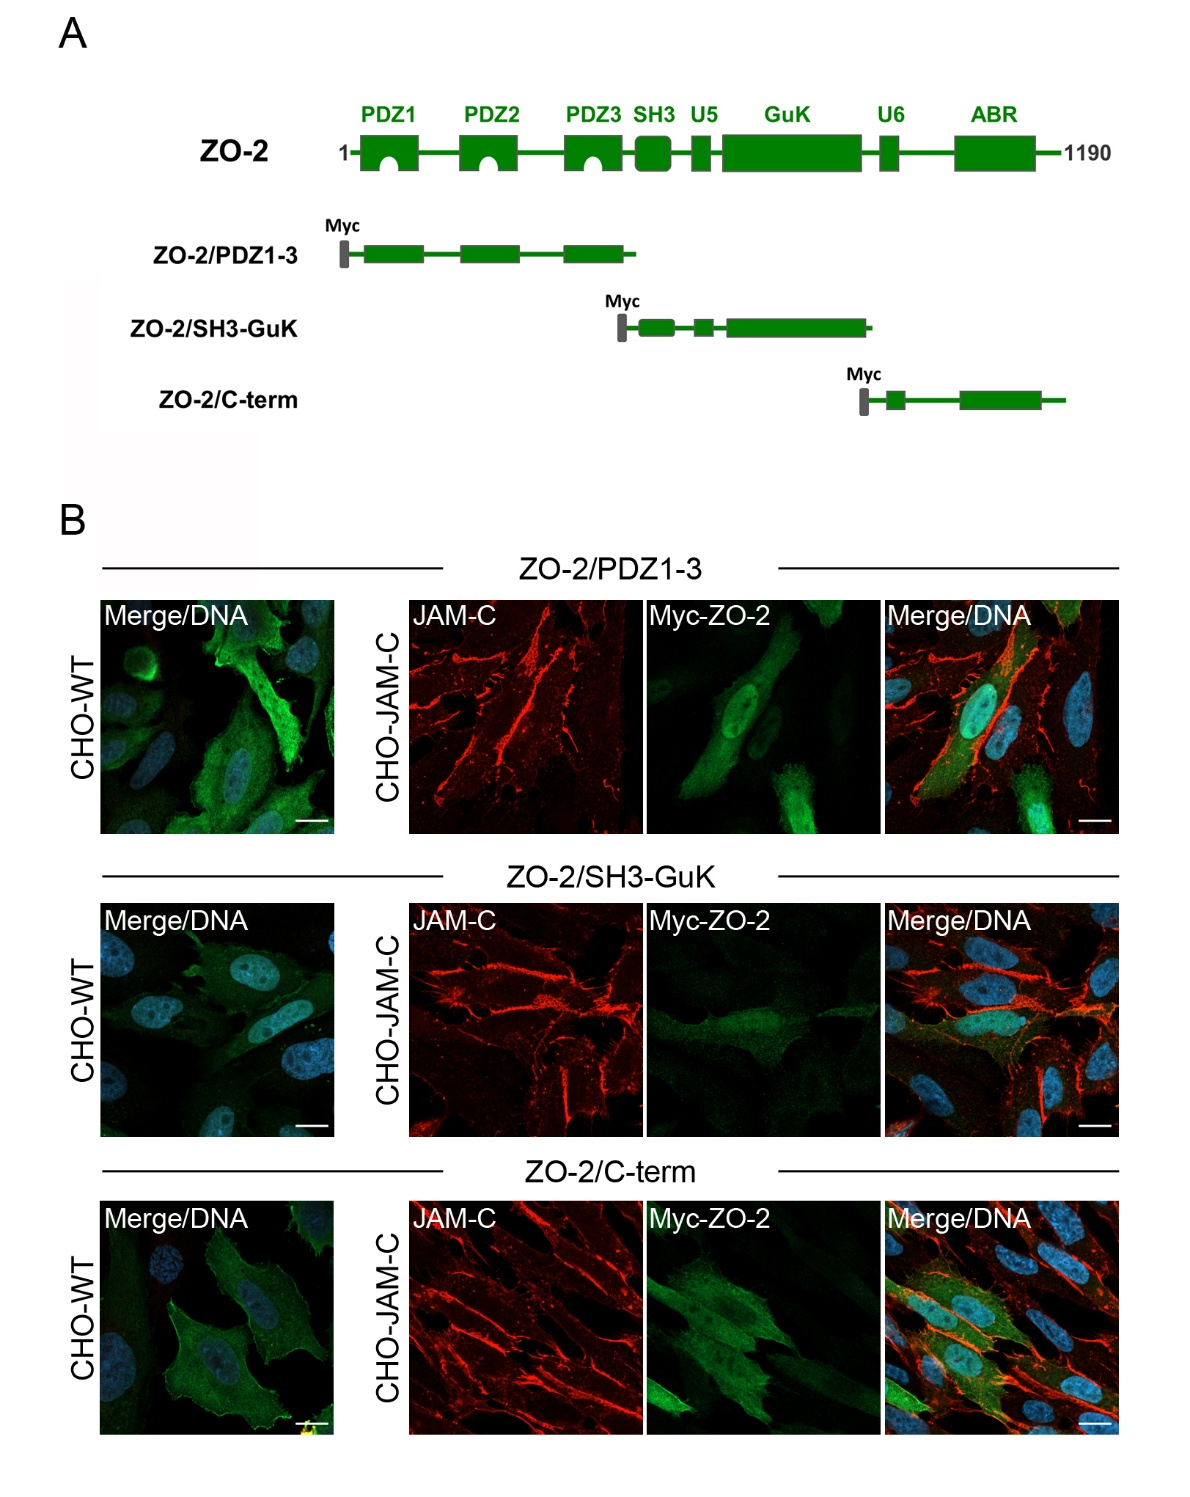 A
PDZ1 PDZ2 PDZ3 SH3 U5 GuK U6 ABR
ZO-2 1 1190
Myc
ZO-2/PDZ1-3
Myc
ZO-2/SH3-GuK
Myc
ZO-2/C-term
B
ZO-2/PDZ1-3
Merge/DNA JAM-C Myc-ZO-2 Merge/DNA
CHO-WT CHO-JAM-C
ZO-2/SH3-GuK
Merge/DNA JAM-C Myc-ZO-2 Merge/DNA
CHO-WT CHO-JAM-C
ZO-2/C-term
Merge/DNA JAM-C Myc-ZO-2 Merge/DNA
CHO-WT CHO-JAM-C